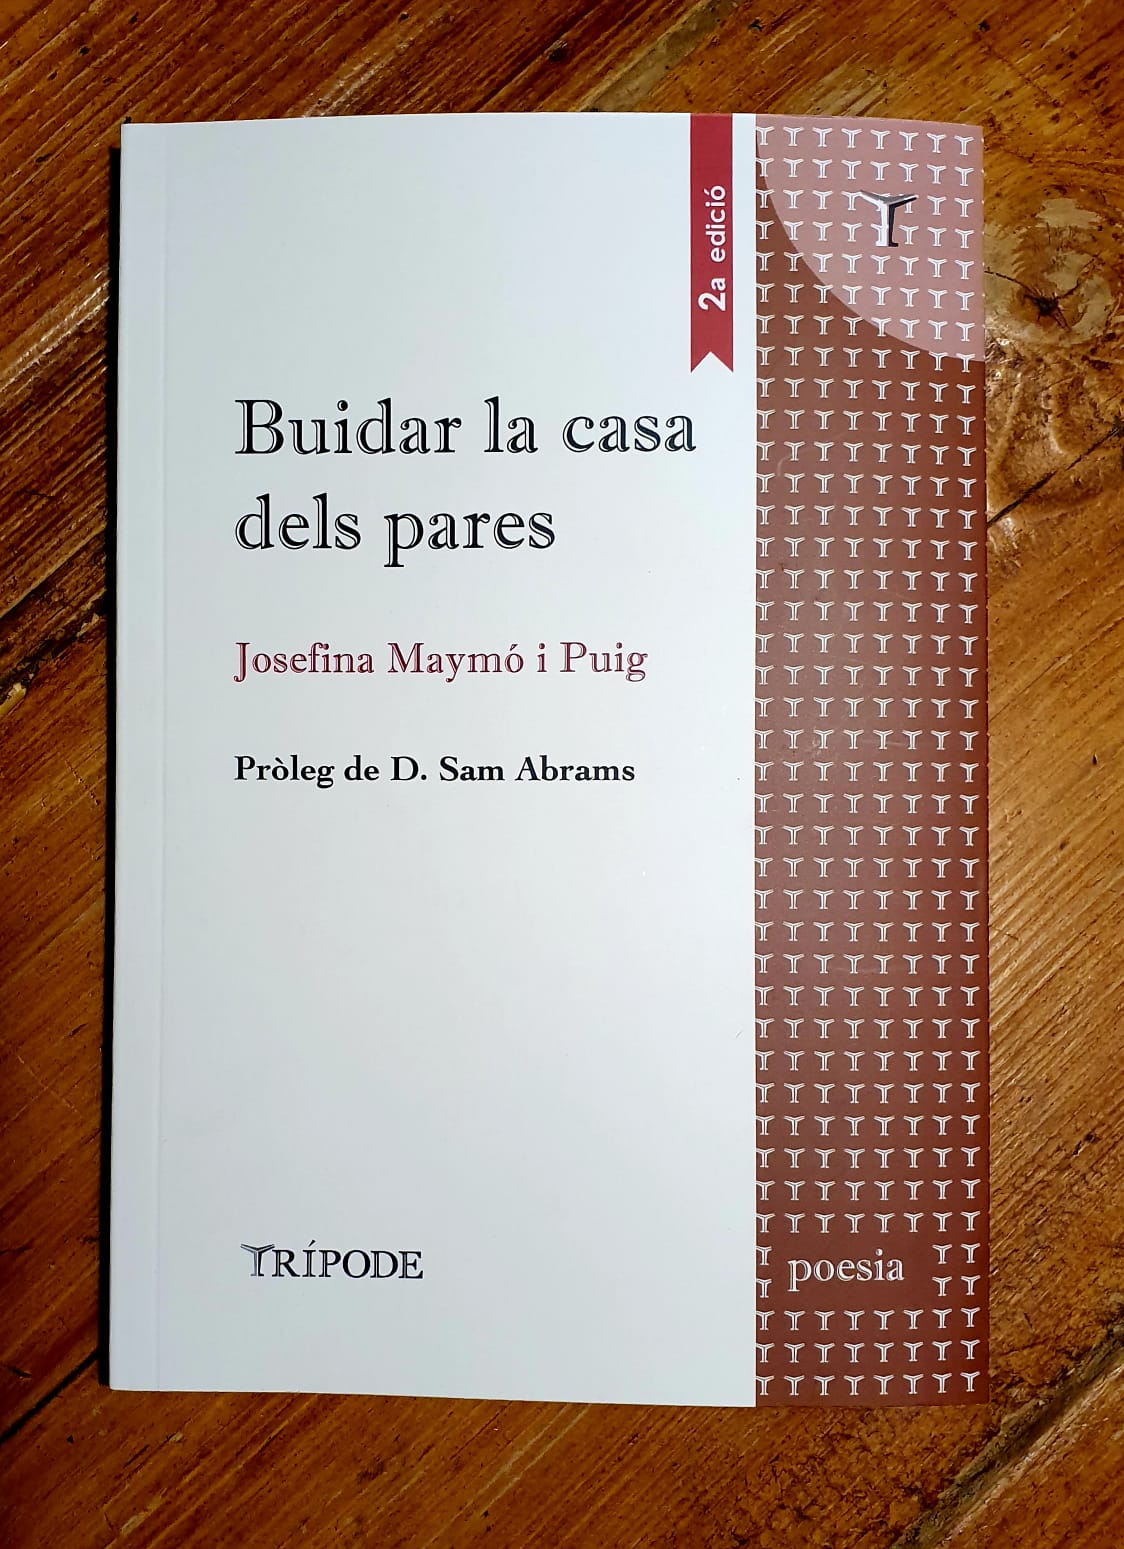 2a edició
Buidar la casa
dels pares
Josefina Maymó i Puig
Pròleg de D. Sam Abrams
TRÍPODE
poesia